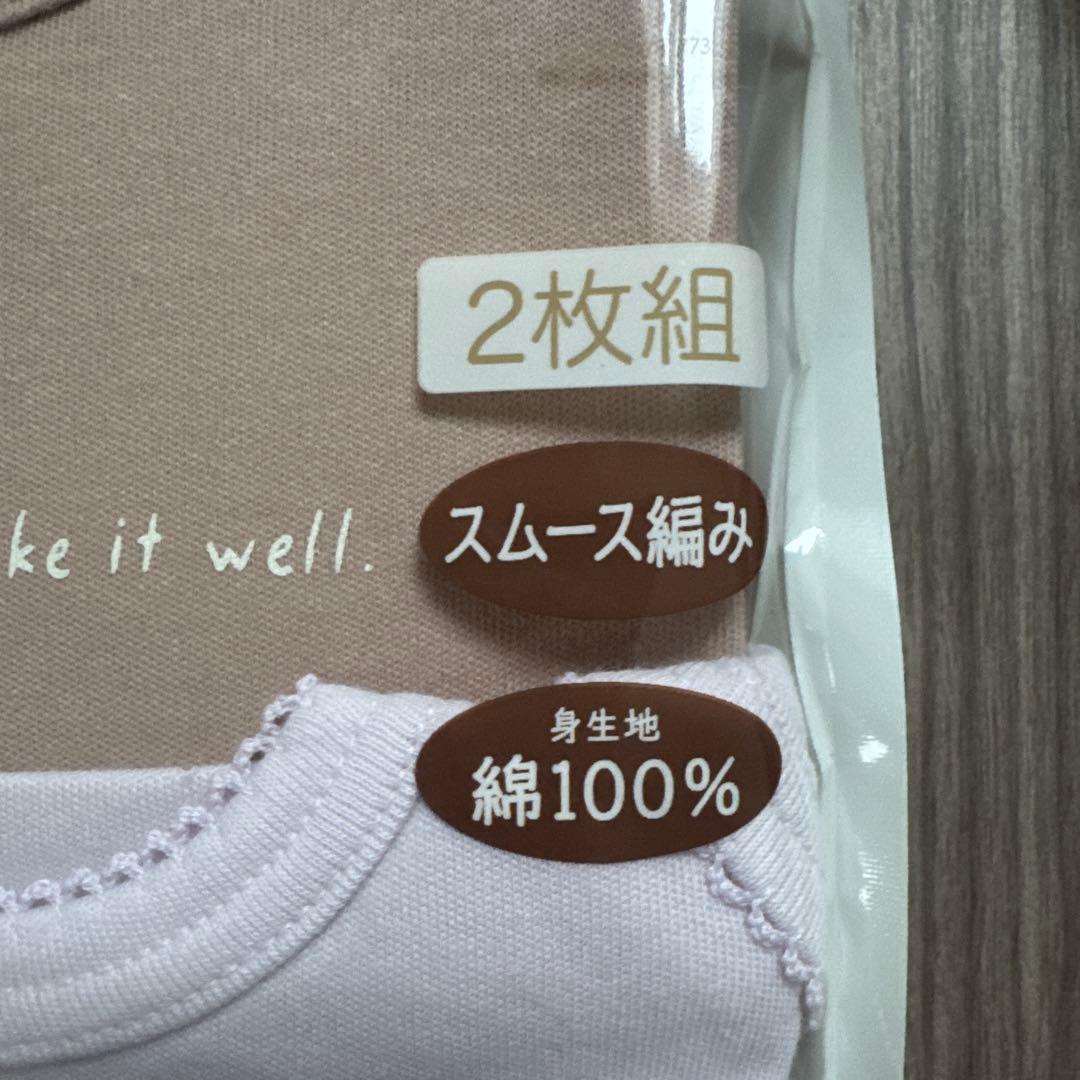 2枚組
スムース編み
ke it well.
身生地
綿100%